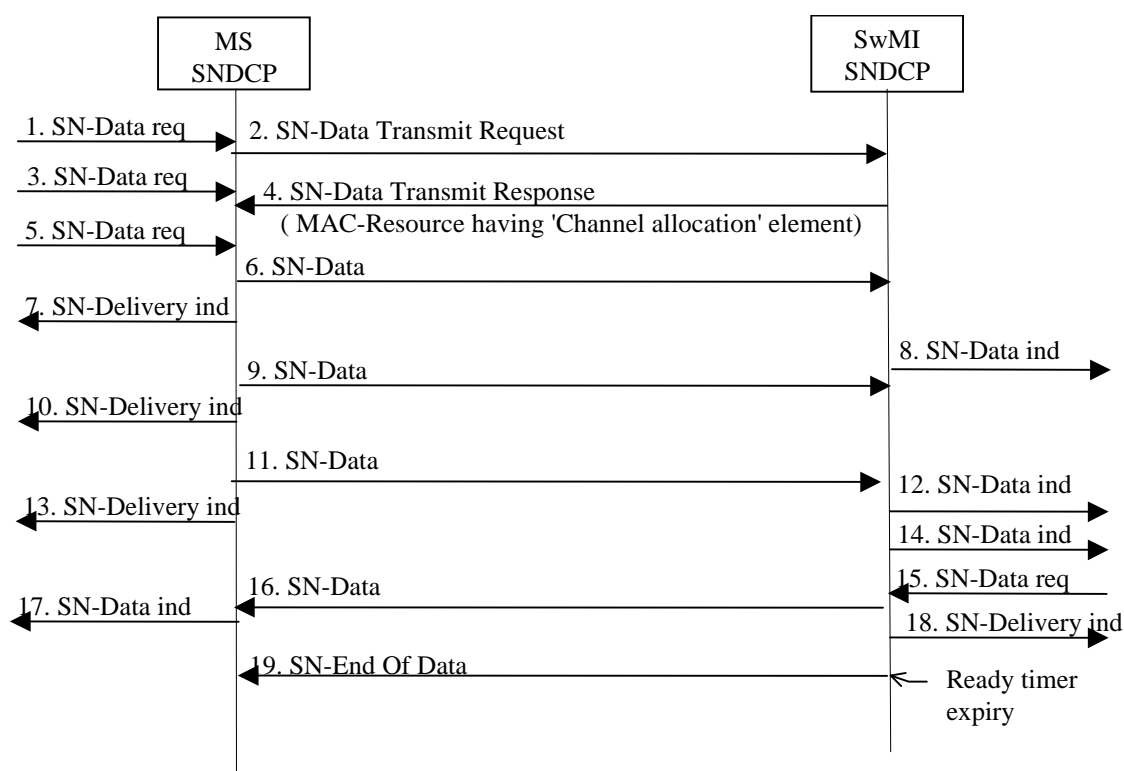 MS
SNDCP
SwMI
SNDCP
1. SN-Data req
2. SN-Data Transmit Request
3. SN-Data req
4. SN-Data Transmit Response
( MAC-Resource having 'Channel allocation' element)
5. SN-Data req
6. SN-Data
7. SN-Delivery ind
8. SN-Data ind
9. SN-Data
10. SN-Delivery ind
11. SN-Data
12. SN-Data ind
13. SN-Delivery ind
14. SN-Data ind
15. SN-Data req
16. SN-Data
17. SN-Data ind
18. SN-Delivery ind
19. SN-End Of Data
Ready timer
expiry